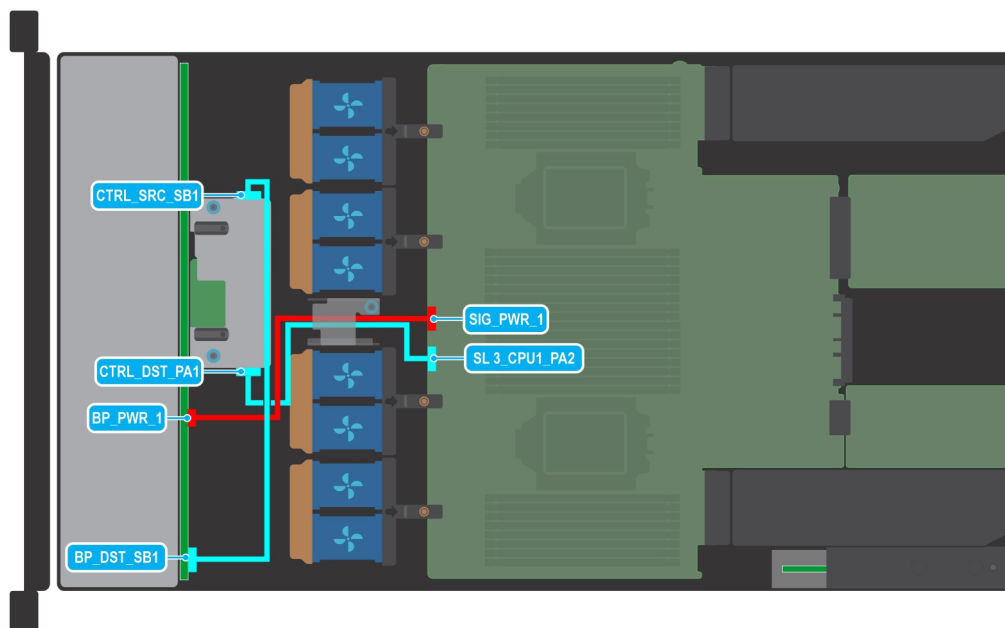 CTRL_SRC_SB1
SIG_PWR_1
SL 3_CPU1_PA2
CTRL_DST_PA1
BP_PWR_1
BP_DST_SB1